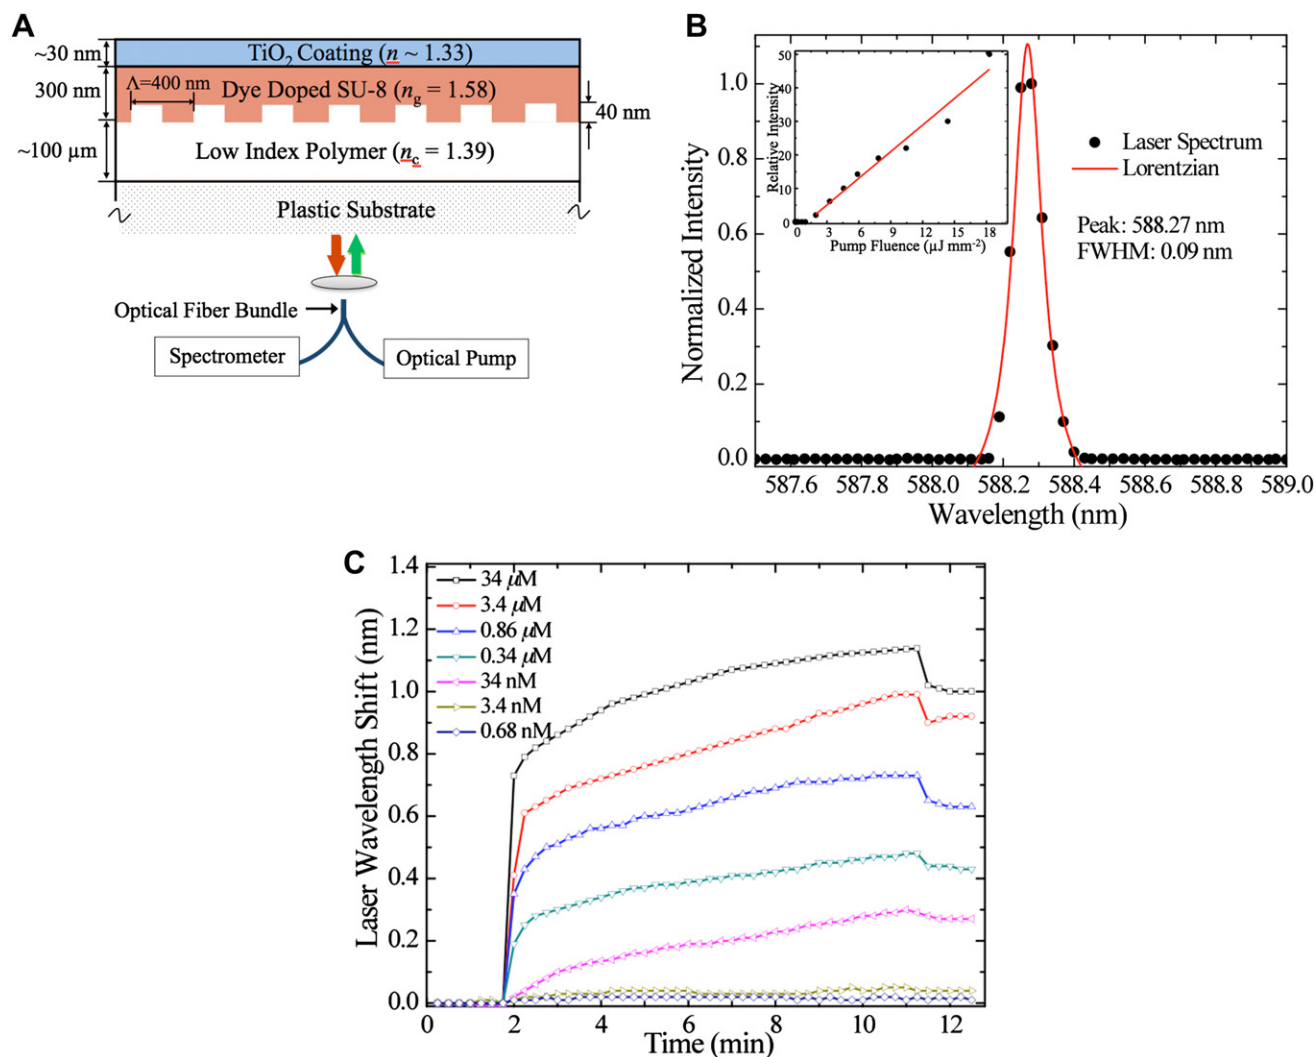 A
~30 nm
TiO2 Coating (n ~ 1.33)
300 nm
Λ=400 nm
Dye Doped SU-8 (ng = 1.58)
40 nm
~100 µm
Low Index Polymer (nc = 1.39)
Plastic Substrate
Optical Fiber Bundle
Spectrometer
Optical Pump
B
Normalized Intensity
1.0
0.8
0.6
0.4
0.2
0.0
587.6 587.8 588.0 588.2 588.4 588.6 588.8 589.0
Wavelength (nm)
Relative Intensity
50
40
30
20
10
0
0 3 6 9 12 15 18
Pump Fluence (µJ mm-2)
Laser Spectrum
Lorentzian
Peak: 588.27 nm
FWHM: 0.09 nm
C
Laser Wavelength Shift (nm)
1.4
1.2
1.0
0.8
0.6
0.4
0.2
0.0
0 2 4 6 8 10 12
Time (min)
34 µM
3.4 µM
0.86 µM
0.34 µM
34 nM
3.4 nM
0.68 nM